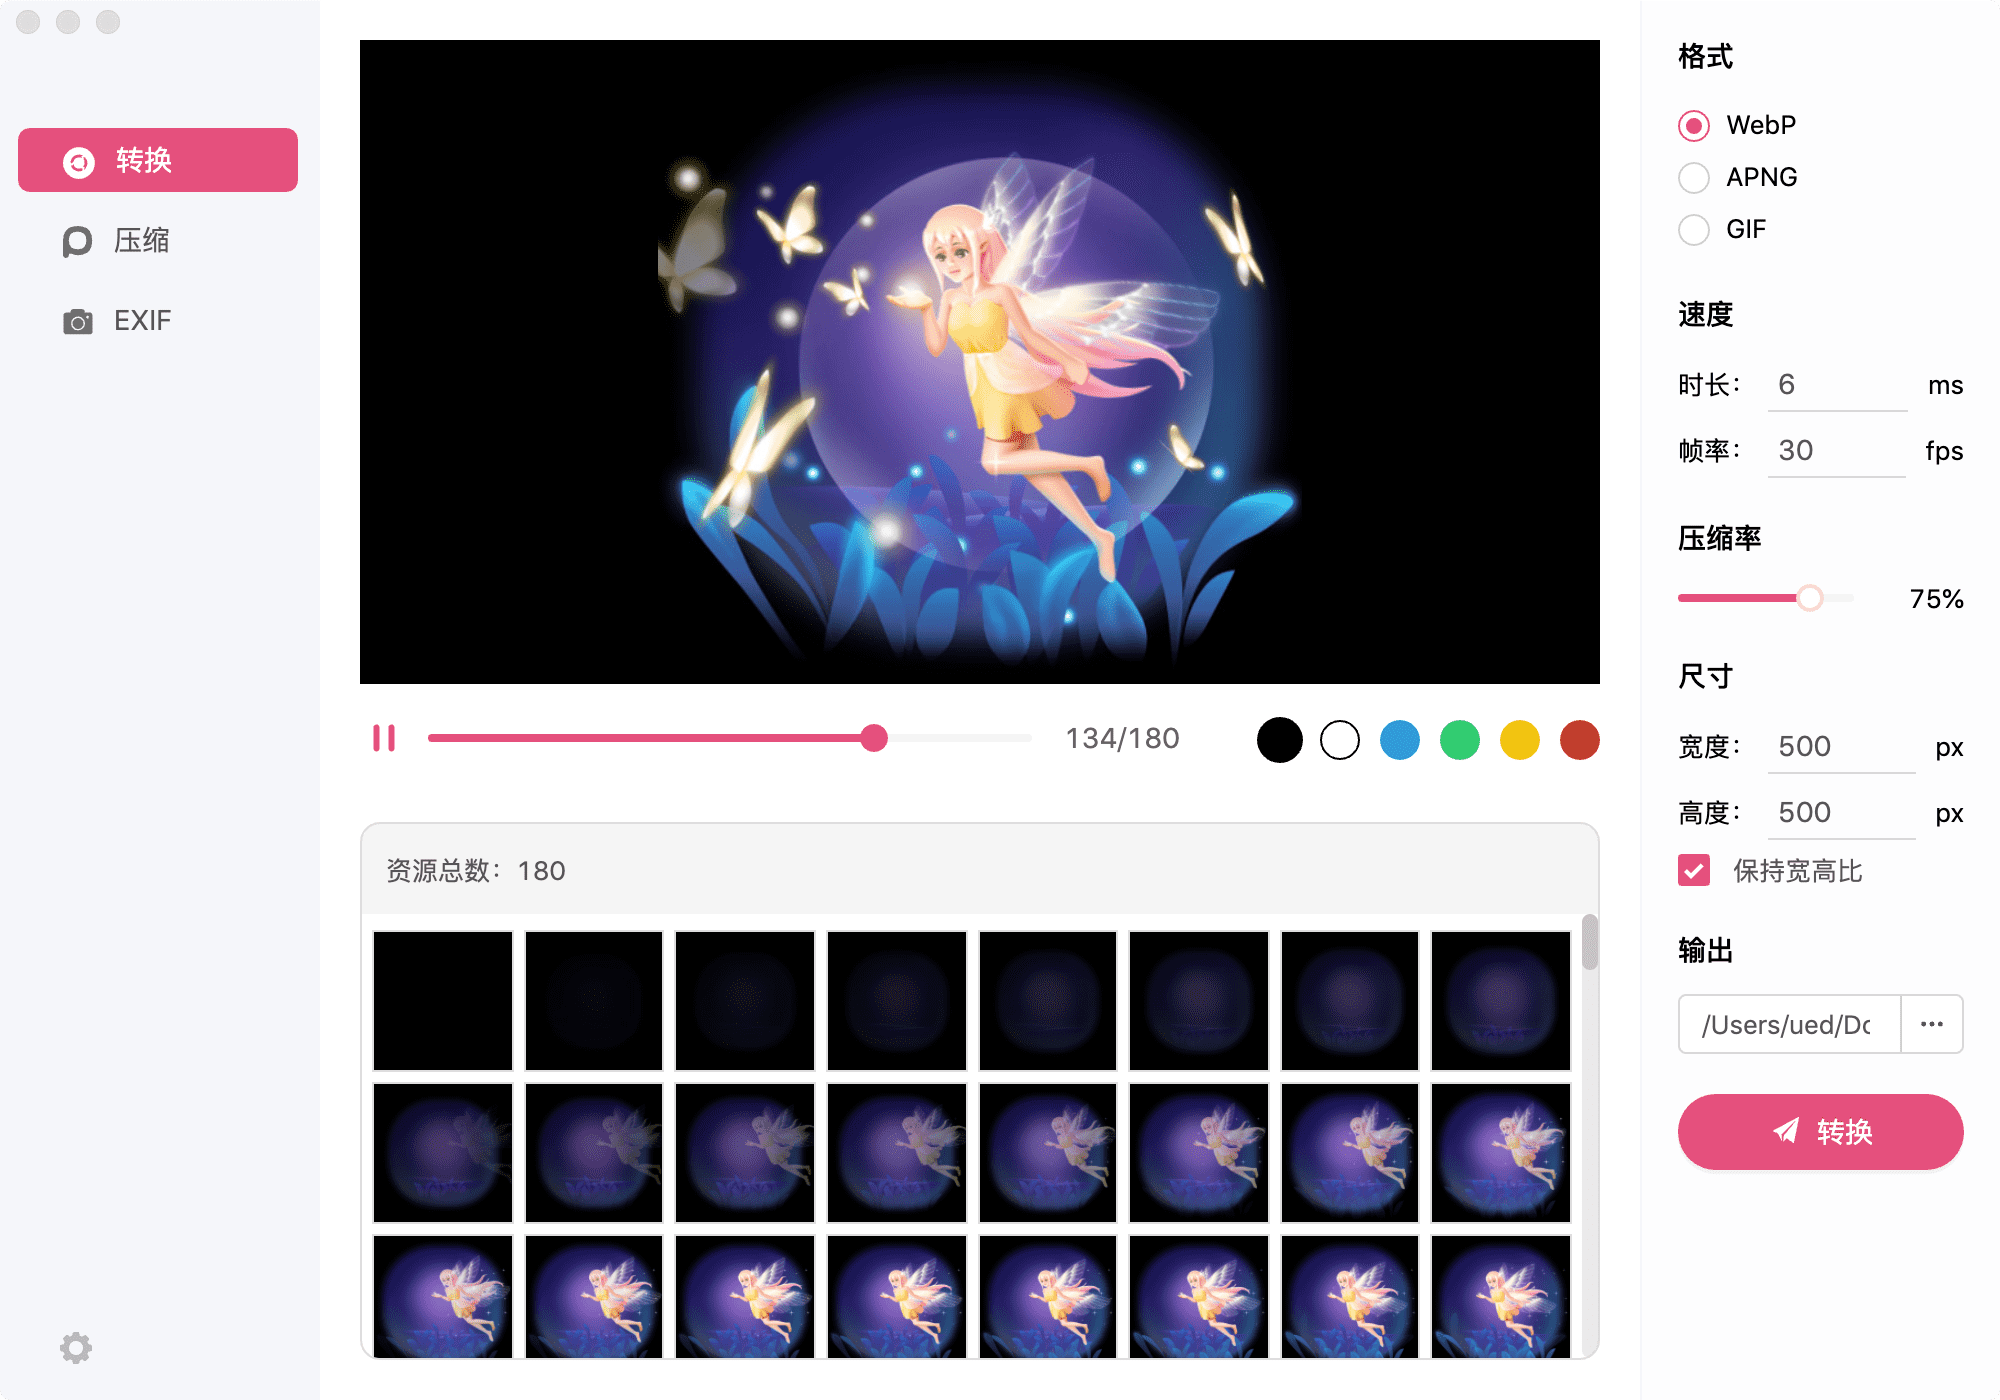 转换
压缩
EXIF
134/180
资源总数：180
格式
WebP
APNG
GIF
速度
时长： 6 ms
帧率： 30 fps
压缩率
75%
尺寸
宽度： 500 px
高度： 500 px
保持宽高比
输出
/Users/ued/Dc
转换